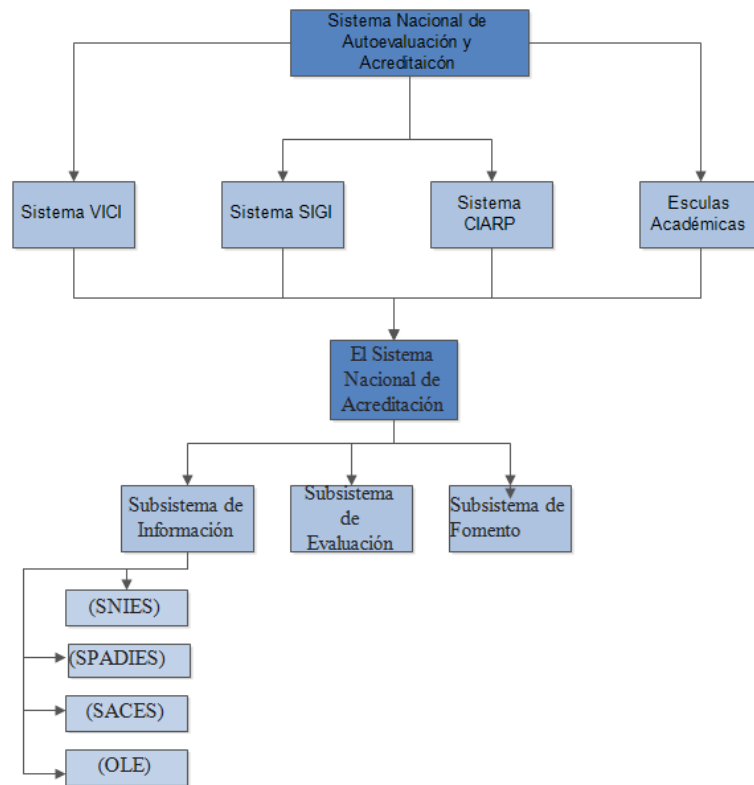 Sistema Nacional de
Autoevaluación y
Acreditaicón
Sistema VICI
Sistema SIGI
Sistema
CIARP
Esculas
Académicas
El Sistema
Nacional de
Acreditación
Subsistema de
Información
Subsistema
de
Evaluación
Subsistema de
Fomento
(SNIES)
(SPADIES)
(SACES)
(OLE)